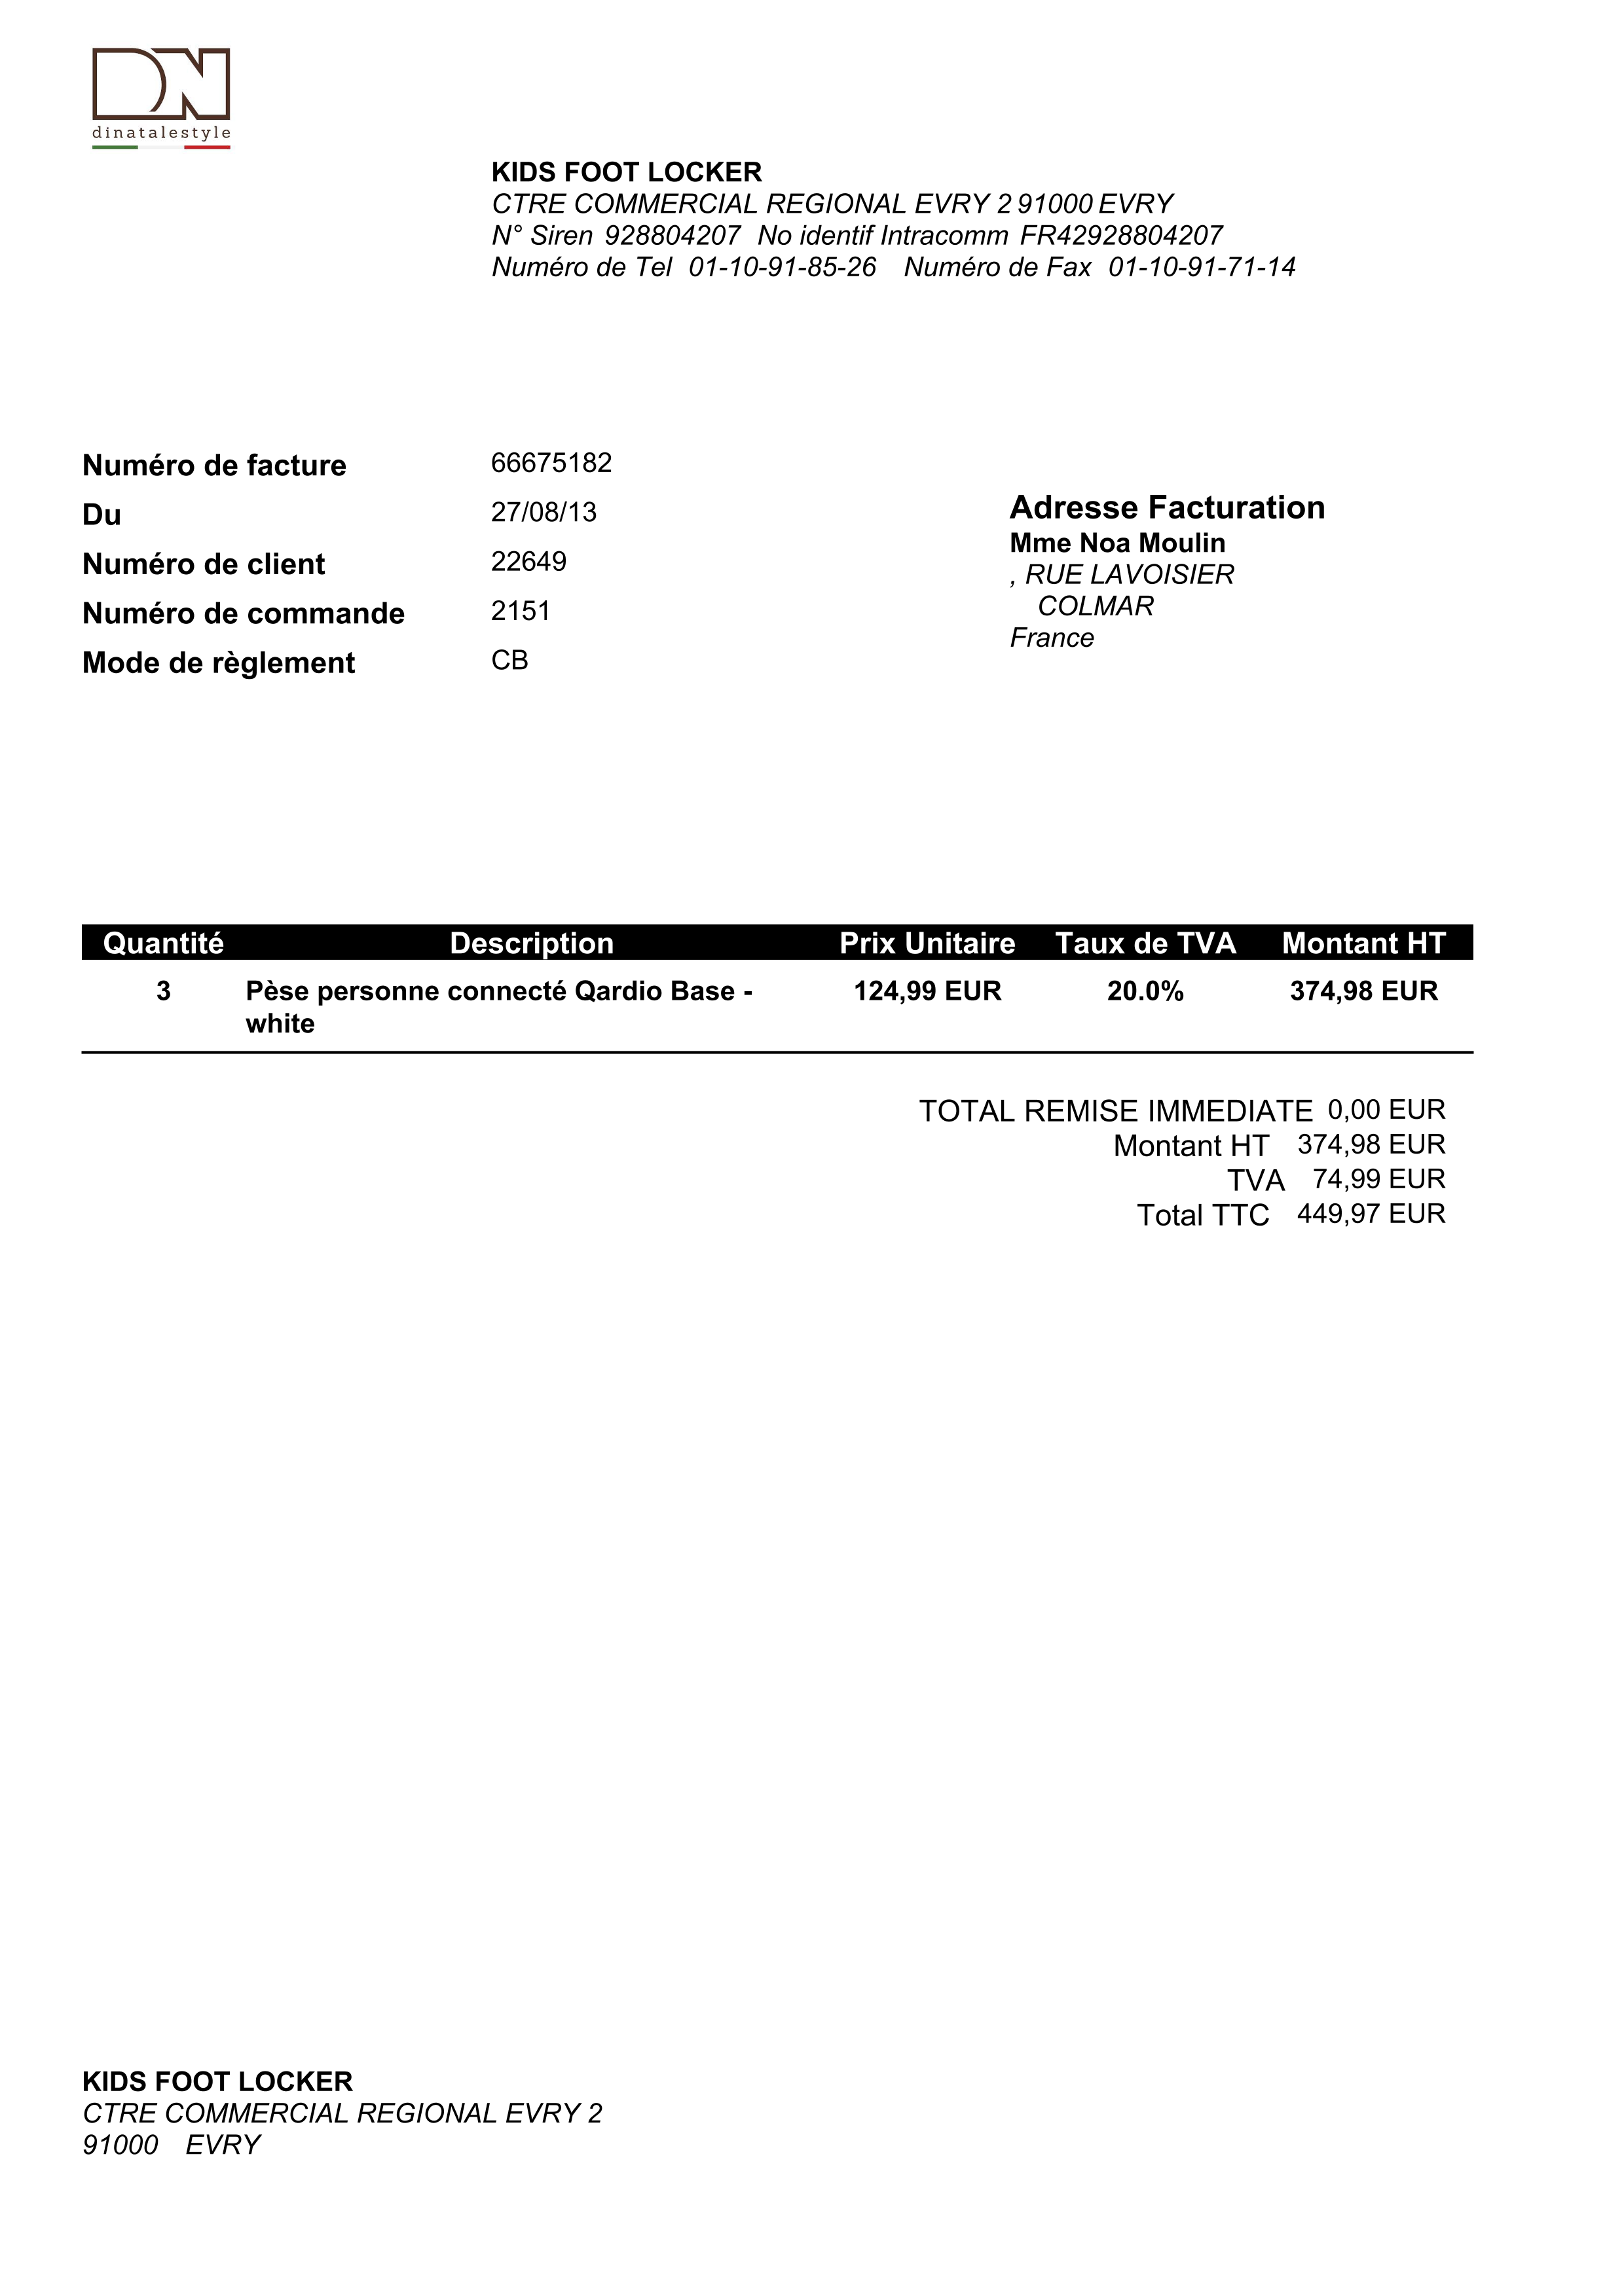 DN
dinatalestyle
KIDS FOOT LOCKER
CTRE COMMERCIAL REGIONAL EVRY 2 91000 EVRY
N° Siren 928804207 No identif Intracomm FR42928804207
Numéro de Tel 01-10-91-85-26 Numéro de Fax 01-10-91-71-14
Numéro de facture 66675182
Du 27/08/13
Numéro de client 22649
Numéro de commande 2151
Mode de règlement CB
Adresse Facturation
Mme Noa Moulin
, RUE LAVOISIER
COLMAR
France
Quantité Description Prix Unitaire Taux de TVA Montant HT
3 Pèse personne connecté Qardio Base - 124,99 EUR 20.0% 374,98 EUR
white
TOTAL REMISE IMMEDIATE 0,00 EUR
Montant HT 374,98 EUR
TVA 74,99 EUR
Total TTC 449,97 EUR
KIDS FOOT LOCKER
CTRE COMMERCIAL REGIONAL EVRY 2
91000 EVRY